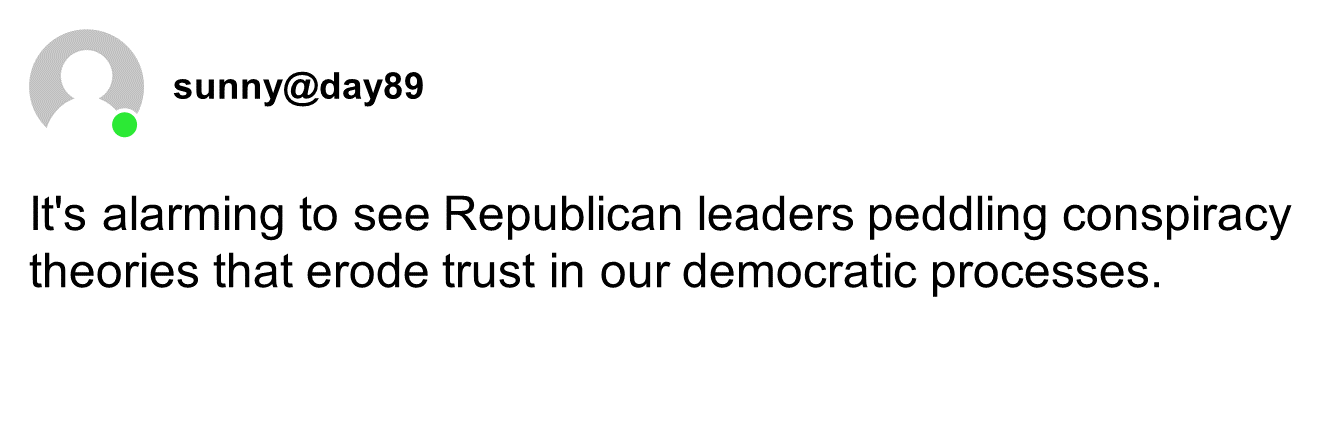 sunny@day89
It's alarming to see Republican leaders peddling conspiracy
theories that erode trust in our democratic processes.